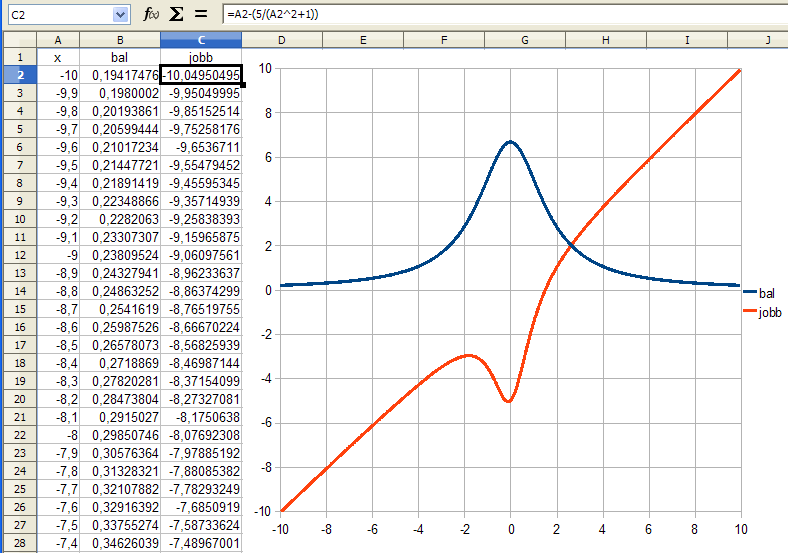 C2 f(x) Σ = =A2-(5/(A2^2+1))
A B C D E F G H I J
1 x bal jobb
2 -10 0,19417476 -10,04950495
3 -9,9 0,1980002 -9,95049995
4 -9,8 0,20193861 -9,85152514
5 -9,7 0,20599444 -9,75258176
6 -9,6 0,21017234 -9,6536711
7 -9,5 0,21447721 -9,55479452
8 -9,4 0,21891419 -9,45595345
9 -9,3 0,22348866 -9,35714939
10 -9,2 0,2282063 -9,25838393
11 -9,1 0,23307307 -9,15965875
12 -9 0,23809524 -9,06097561
13 -8,9 0,24327941 -8,96233637
14 -8,8 0,24863252 -8,86374299
15 -8,7 0,2541619 -8,76519755
16 -8,6 0,25987526 -8,66670224
17 -8,5 0,26578073 -8,56825939
18 -8,4 0,2718869 -8,46987144
19 -8,3 0,27820281 -8,37154099
20 -8,2 0,28473804 -8,27327081
21 -8,1 0,2915027 -8,1750638
22 -8 0,29850746 -8,07692308
23 -7,9 0,30576364 -7,97885192
24 -7,8 0,31328321 -7,88085382
25 -7,7 0,32107882 -7,78293249
26 -7,6 0,32916392 -7,6850919
27 -7,5 0,33755274 -7,58733624
28 -7,4 0,34626039 -7,48967001
10
8
6
4
2
0
-2
-4
-6
-8
-10
-10 -8 -6 -4 -2 0 2 4 6 8 10
bal
jobb